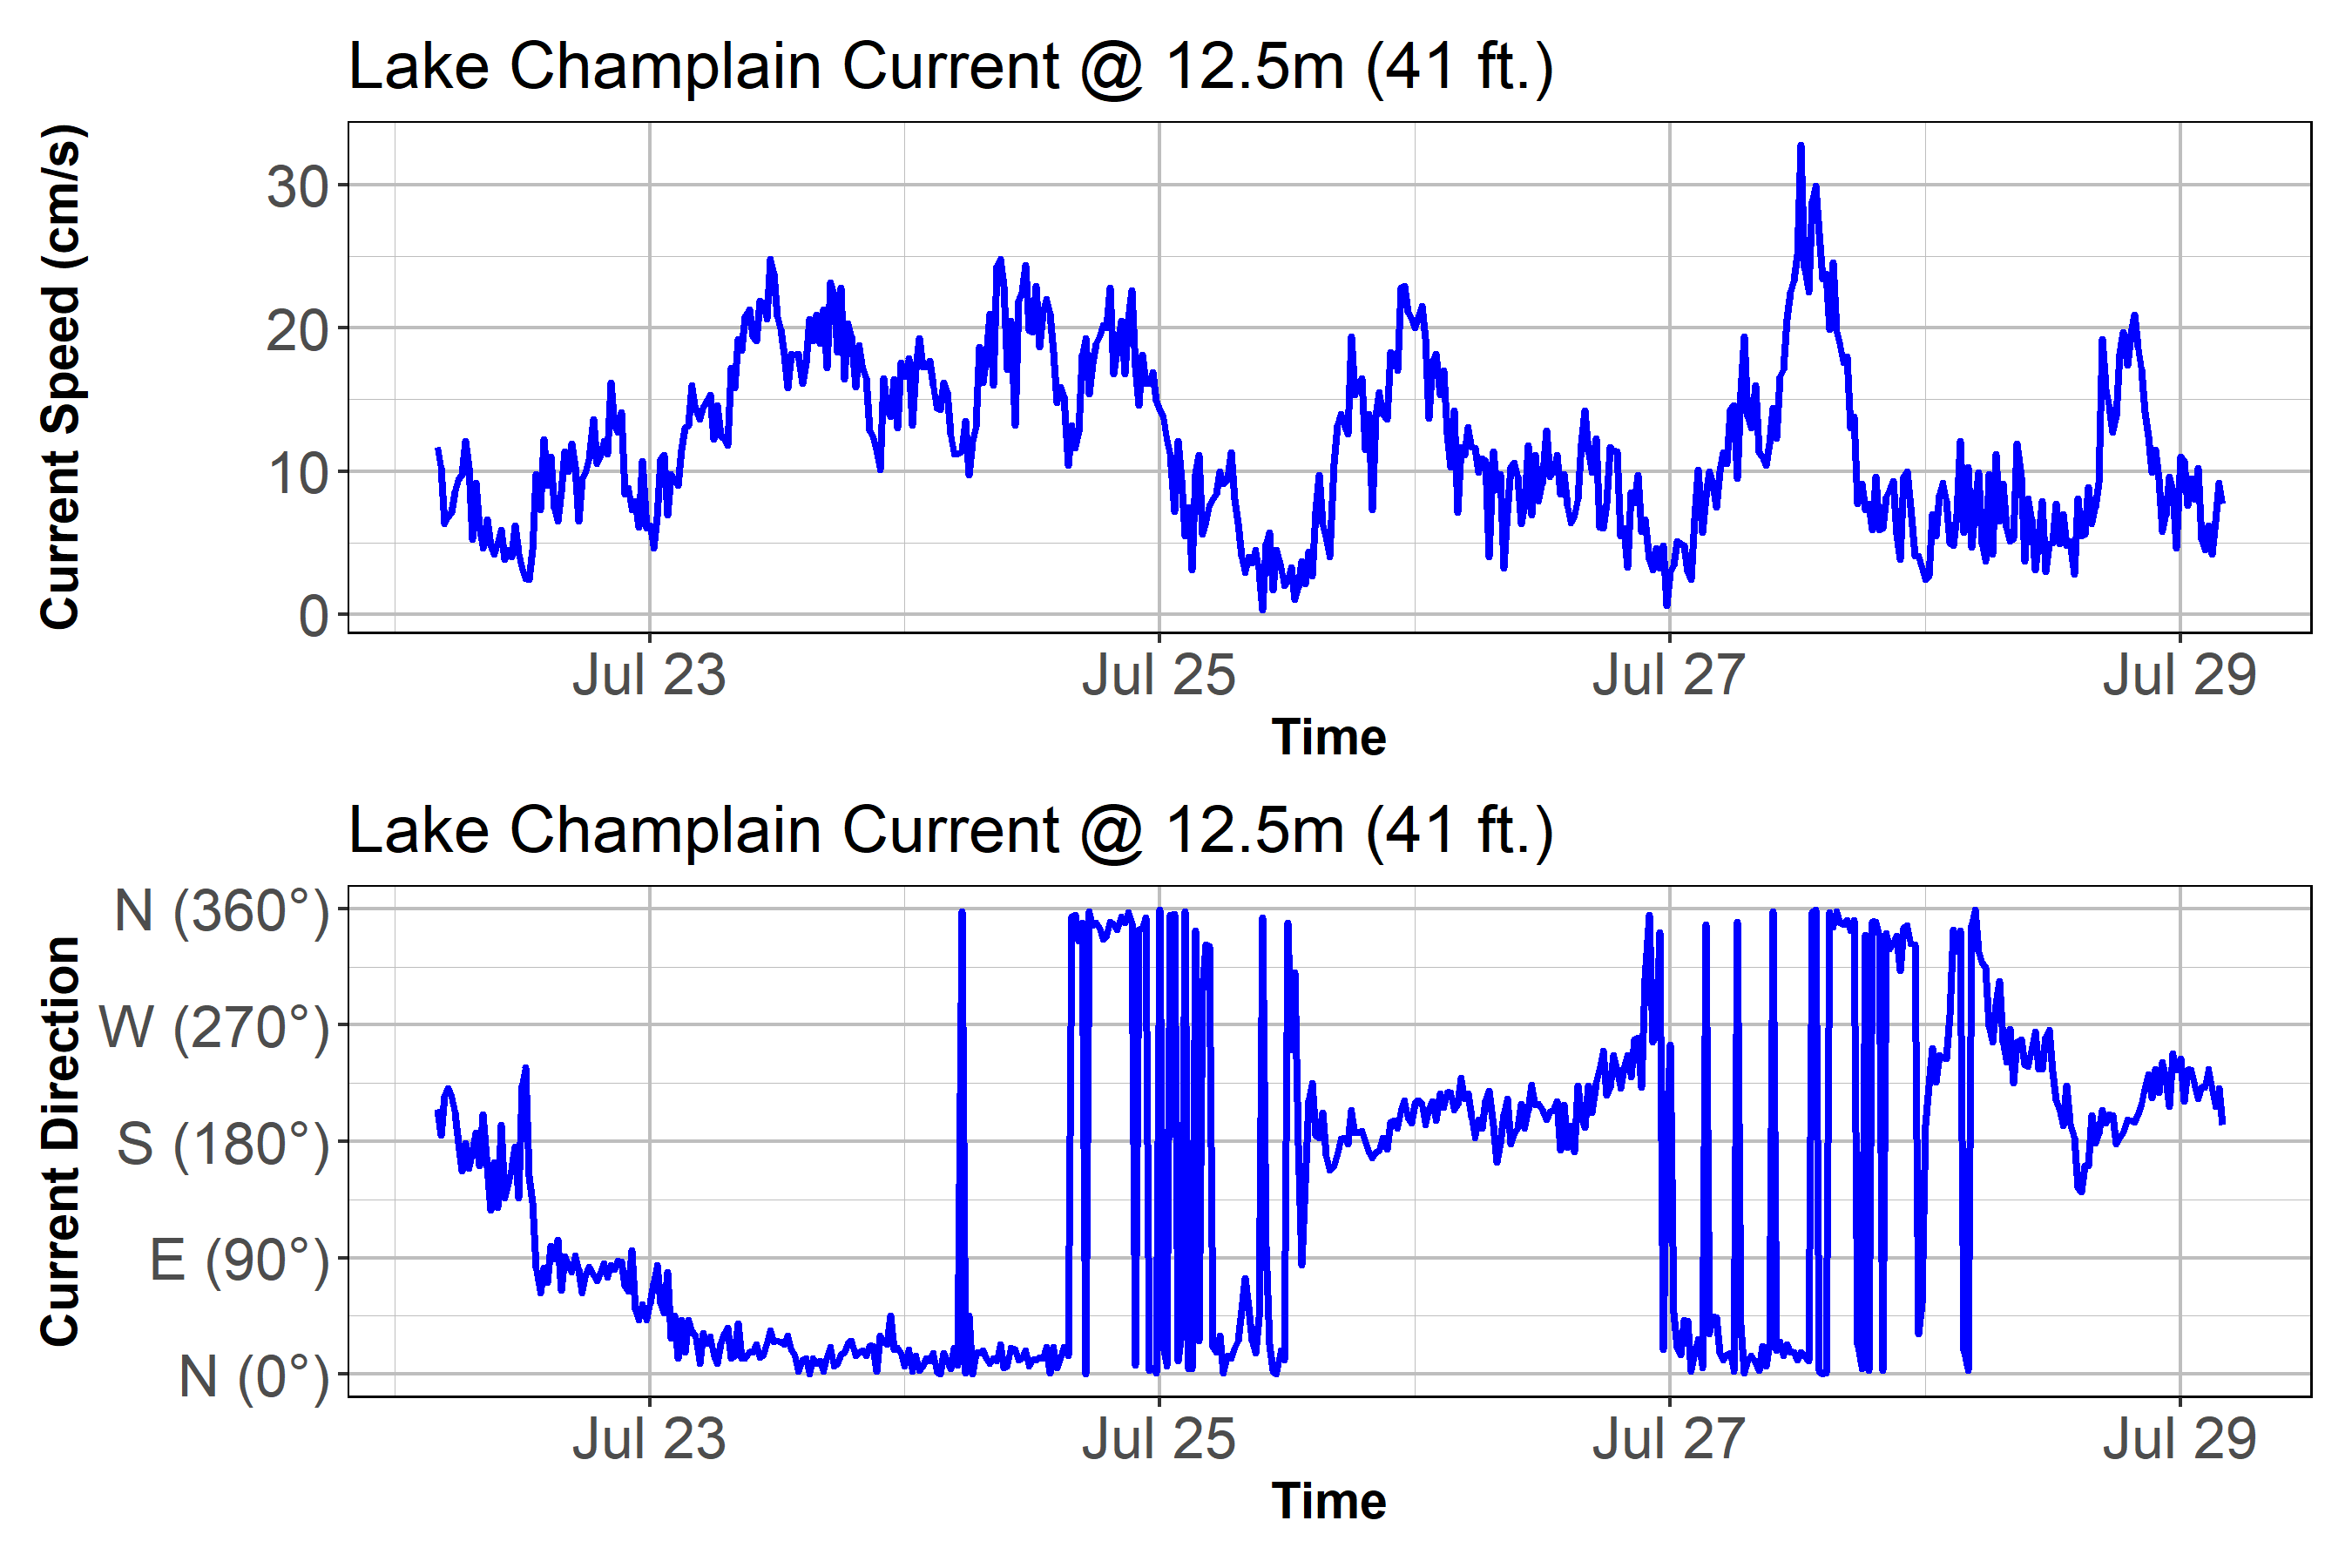 Lake Champlain Current @ 12.5m (41 ft.)
Current Speed (cm/s)
30
20
10
0
Jul 23 Jul 25 Jul 27 Jul 29
Time
Lake Champlain Current @ 12.5m (41 ft.)
Current Direction
N (360°)
W (270°)
S (180°)
E (90°)
N (0°)
Jul 23 Jul 25 Jul 27 Jul 29
Time